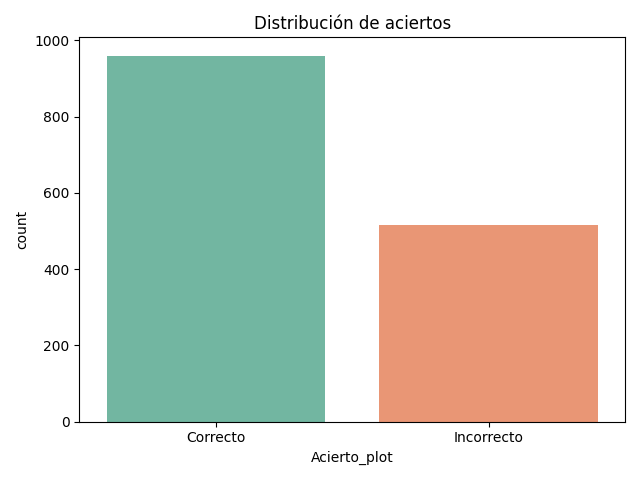 Distribución de aciertos
1000
800
600
400
200
0
count
Correcto
Incorrecto
Acierto_plot